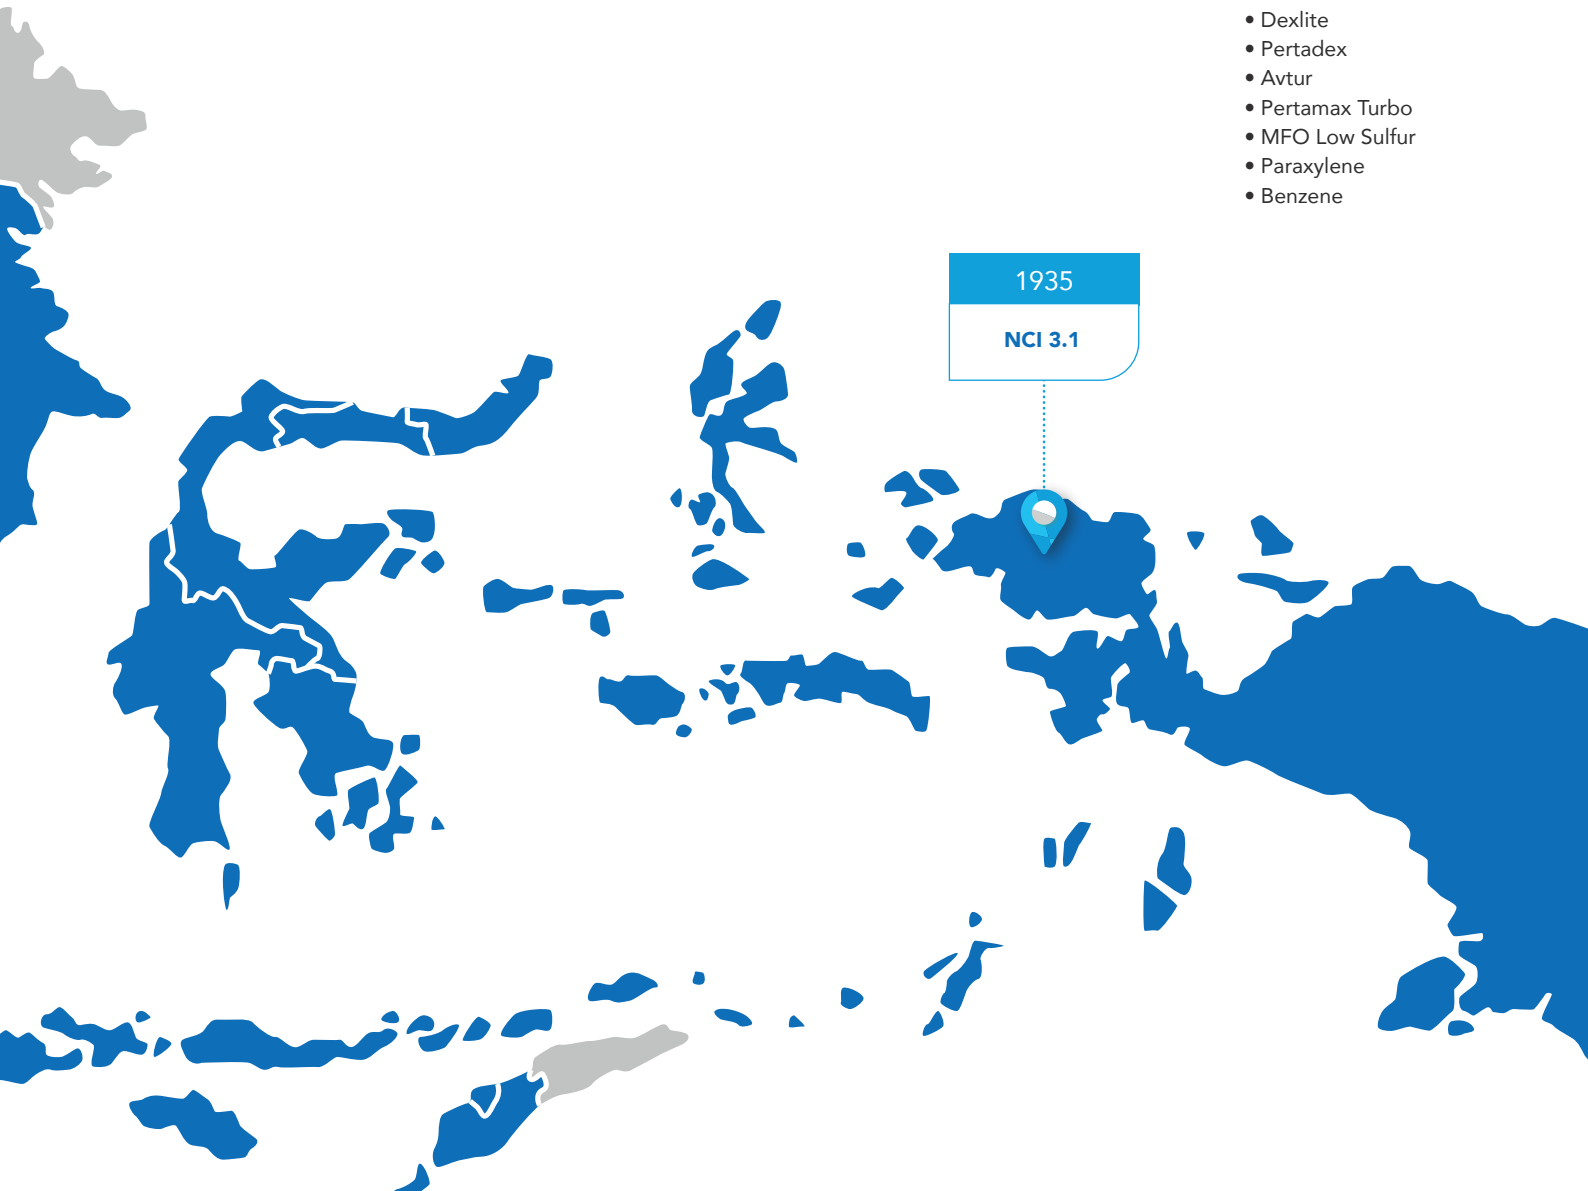 • Dexlite
• Pertadex
• Avtur
• Pertamax Turbo
• MFO Low Sulfur
• Paraxylene
• Benzene
1935
NCI 3.1